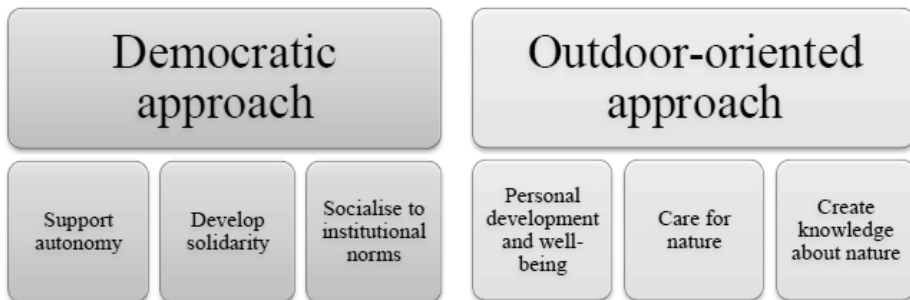 Democratic
approach
Outdoor-oriented
approach
Support
autonomy
Develop
solidarity
Socialise to
institutional
norms
Personal
development
and well-
being
Care for
nature
Create
knowledge
about nature